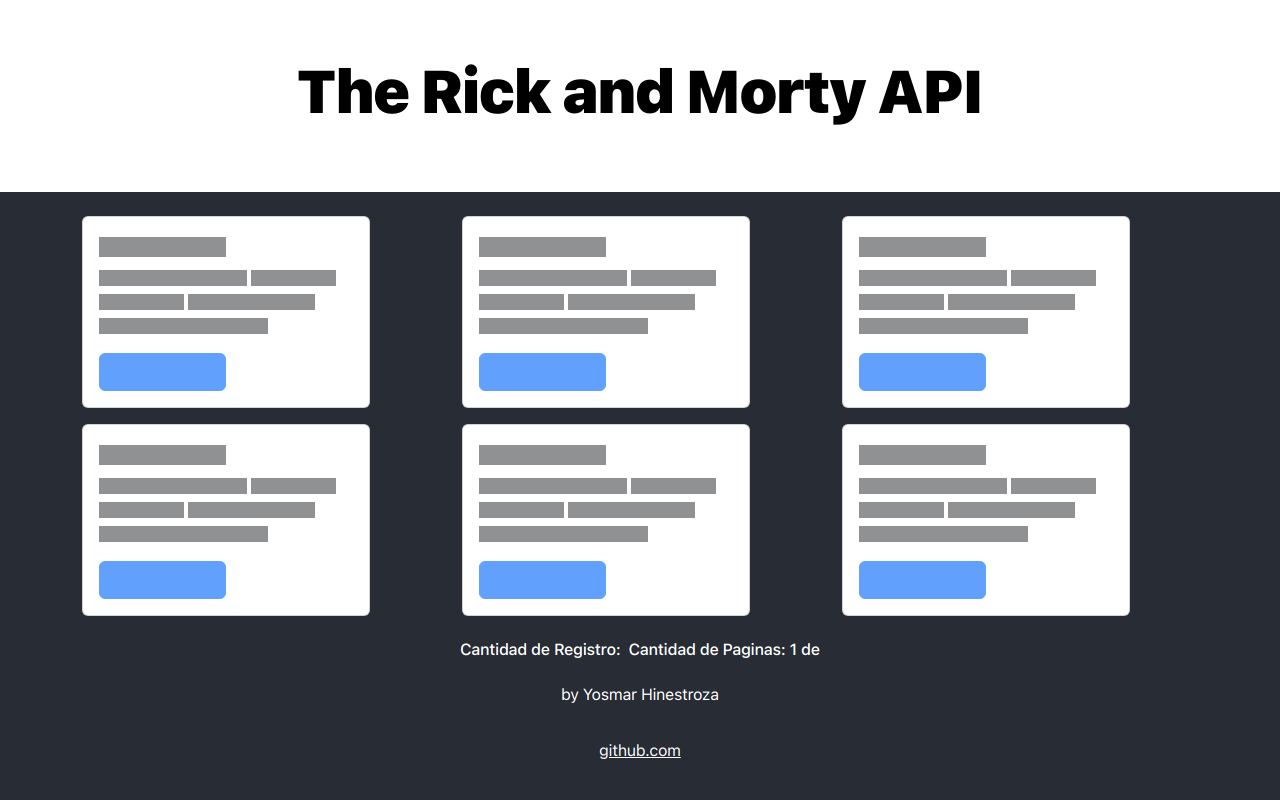 The Rick and Morty API
Cantidad de Registro: Cantidad de Paginas: 1 de
by Yosmar Hinestroza
github.com